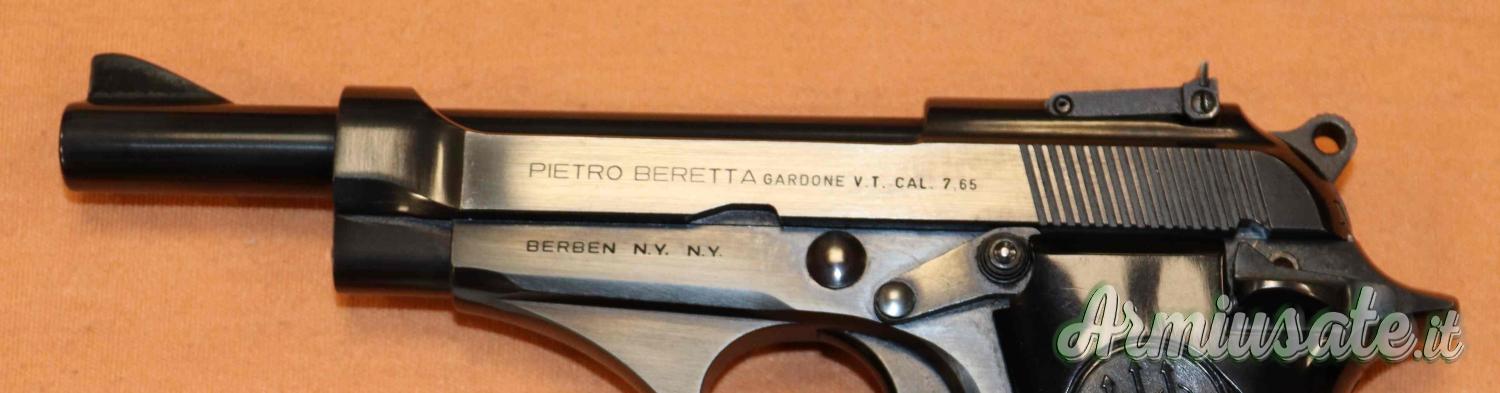 PIETRO BERETTA GARDONE V.T. CAL. 7,65
BERBEN N.Y. N.Y.
Armiusate.it